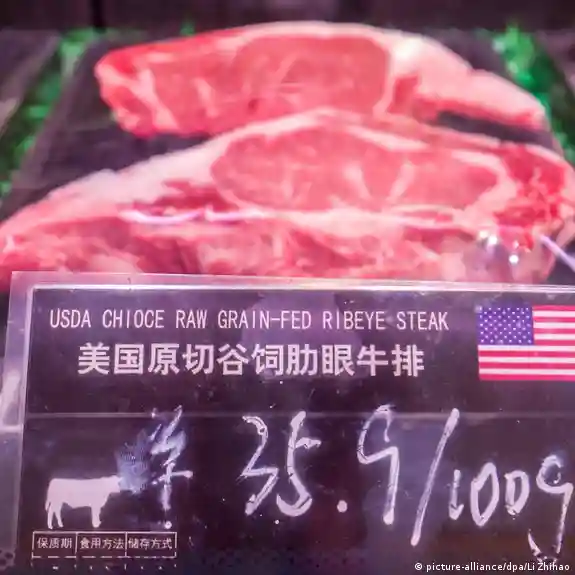 USDA CHIOCE RAW GRAIN-FED RIBEYE STEAK
美国原切谷饲肋眼牛排
35.9/100g
保质期 食用方法 储存方式
© picture-alliance/dpa/Li Zhihao